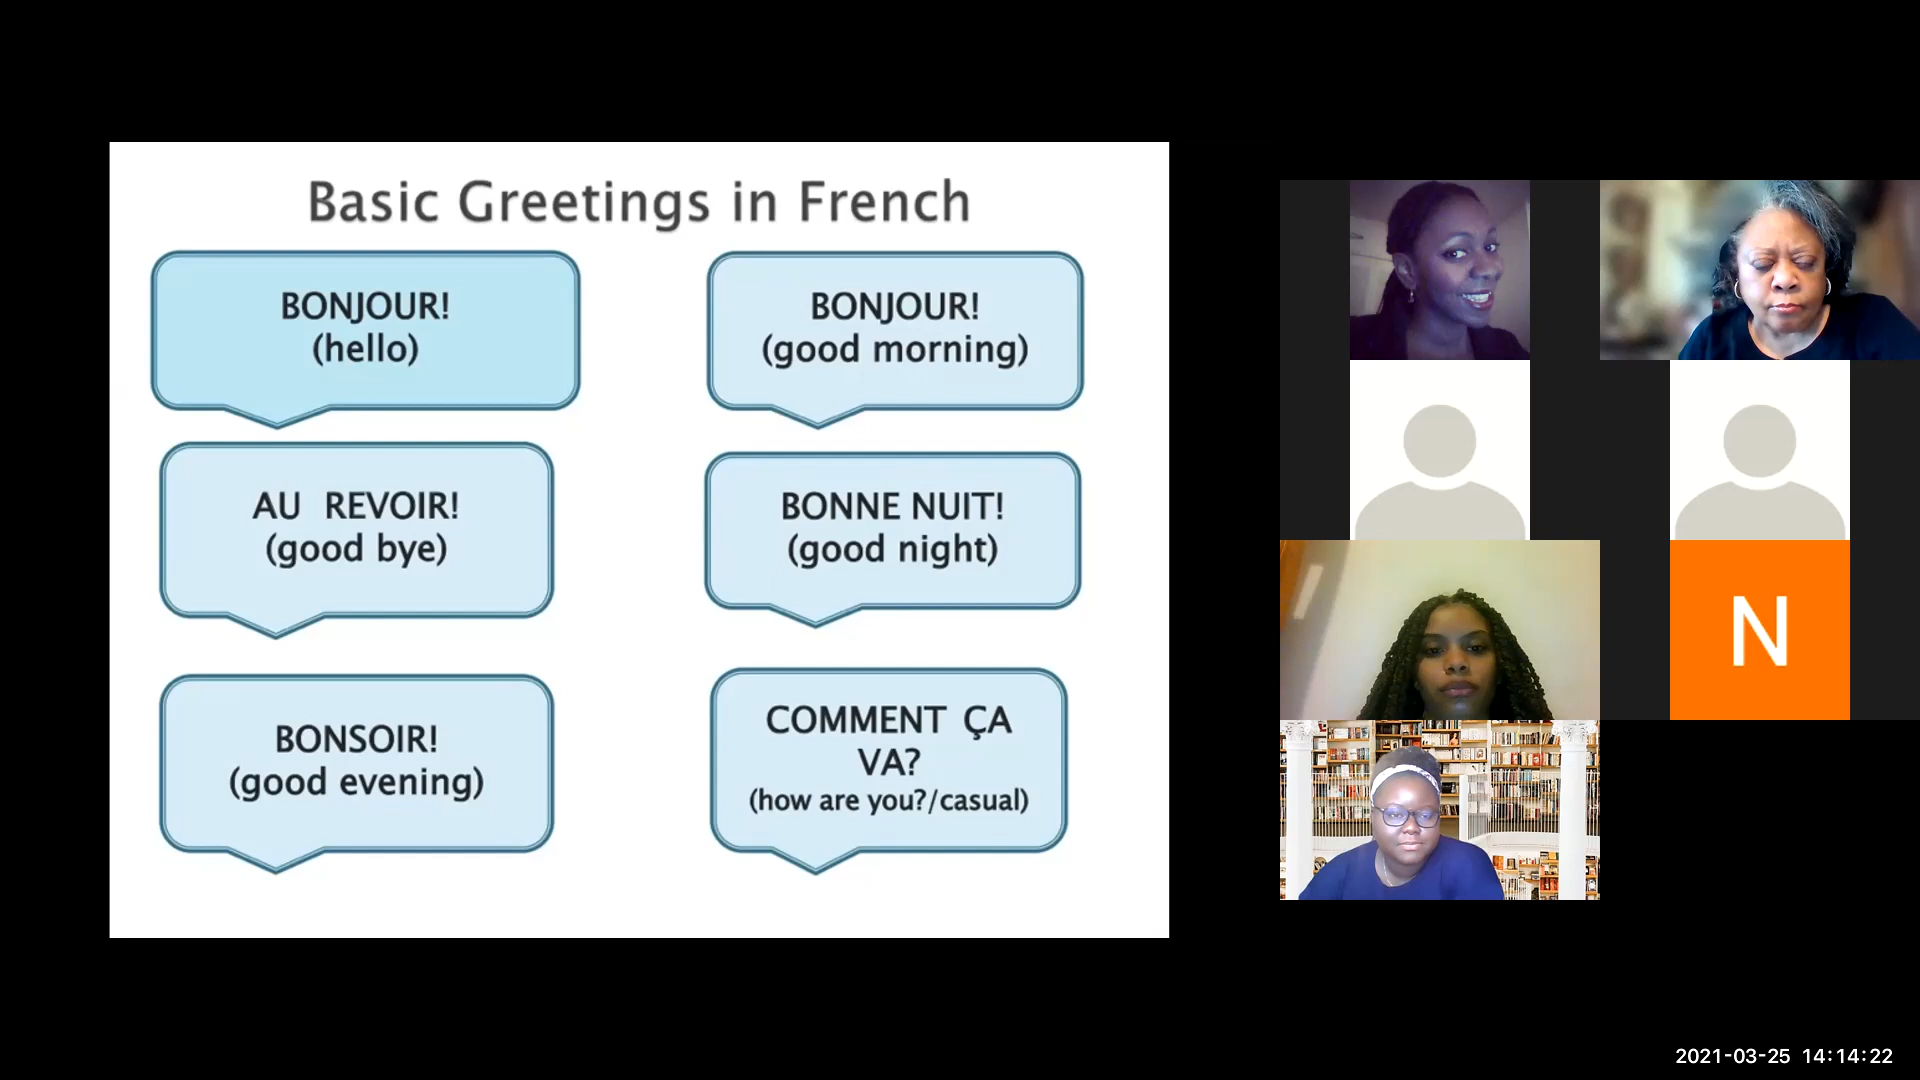 Basic Greetings in French
BONJOUR!
(hello)
BONJOUR!
(good morning)
AU REVOIR!
(good bye)
BONNE NUIT!
(good night)
BONSOIR!
(good evening)
COMMENT ÇA
VA?
(how are you?/casual)
N
2021-03-25 14:14:22